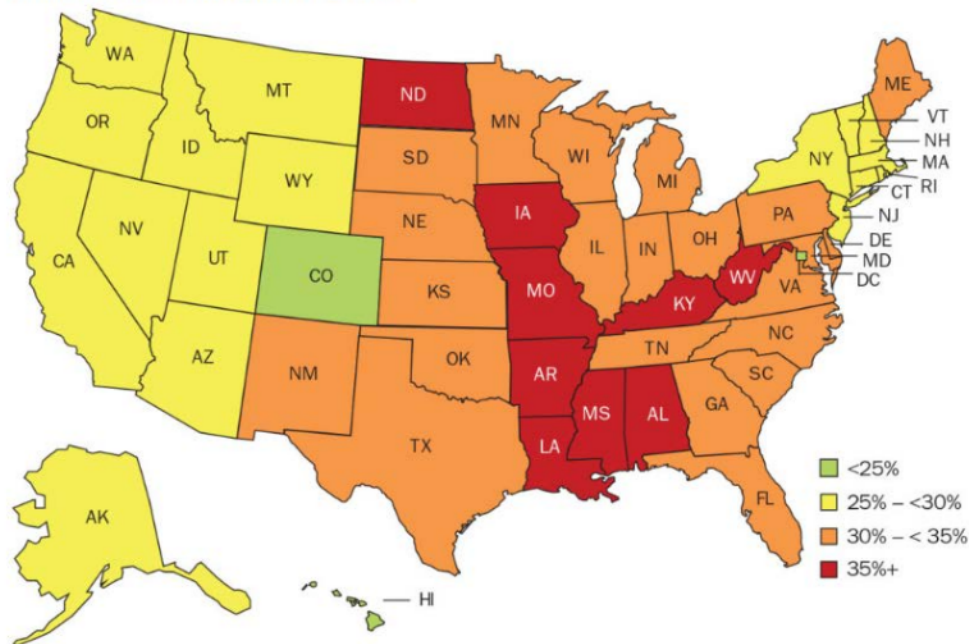 WA
MT
ND
MN
ME
VT
NH
MA
RI
CT
OR
ID
WY
SD
WI
MI
NY
NJ
DE
MD
DC
NV
UT
CO
NE
IA
IL
IN
OH
PA
CA
KS
MO
WV
VA
KY
AZ
NM
OK
AR
TN
NC
SC
TX
LA
MS
AL
GA
FL
AK
HI
<25%
25% – <30%
30% – < 35%
35%+